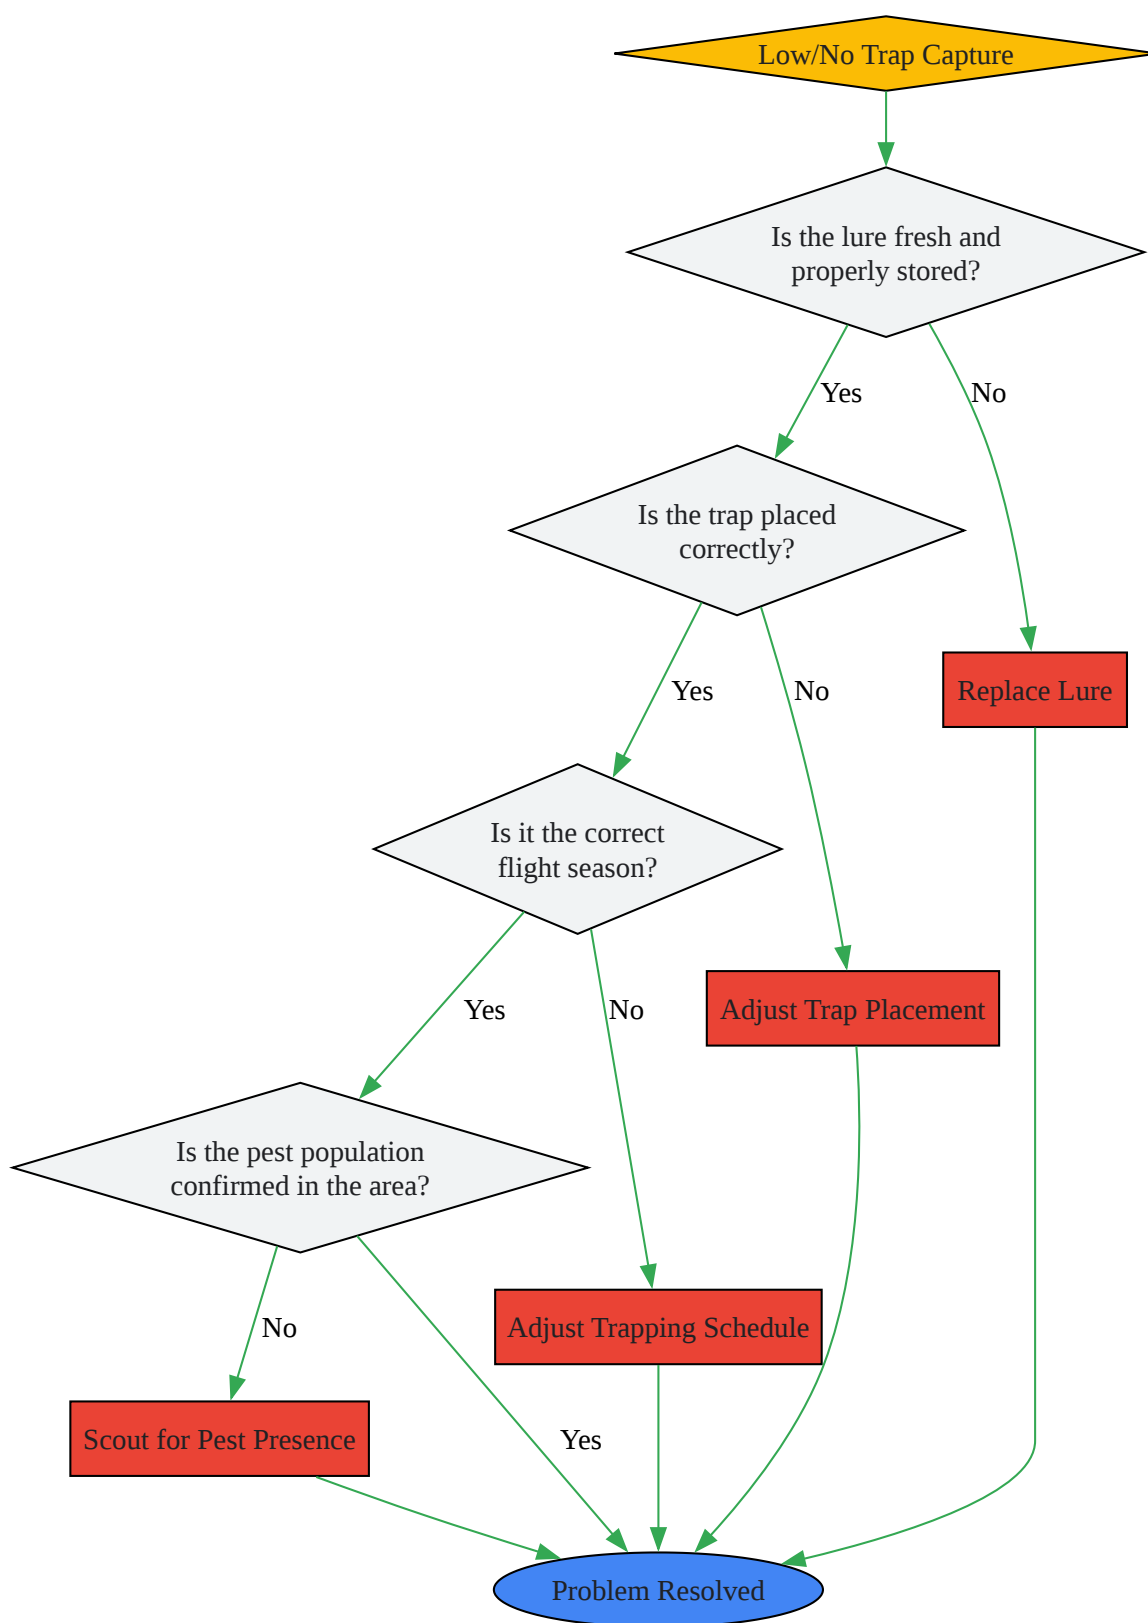 Low/No Trap Capture
Is the lure fresh and
properly stored?
Yes
No
Is the trap placed
correctly?
Yes
No
Replace Lure
Is it the correct
flight season?
Yes
No
Adjust Trap Placement
Is the pest population
confirmed in the area?
No
Yes
Adjust Trapping Schedule
Scout for Pest Presence
Problem Resolved